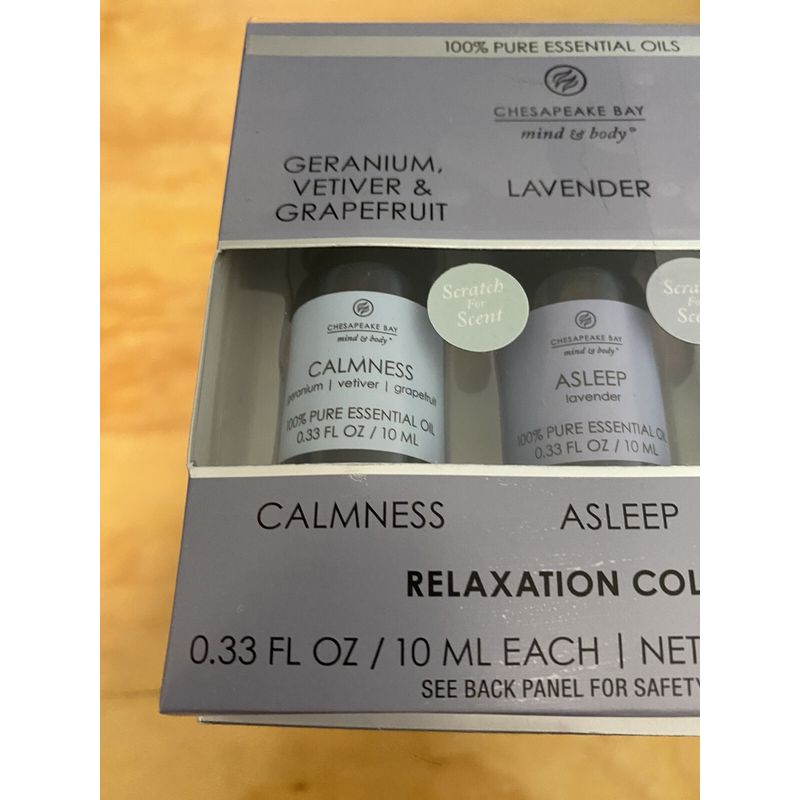 100% PURE ESSENTIAL OILS
CHESAPEAKE BAY
mind & body®
GERANIUM,
VETIVER &
GRAPEFRUIT
LAVENDER
Scratch
For
Scent
CHESAPEAKE BAY
mind & body®
CALMNESS
geranium | vetiver | grapefruit
100% PURE ESSENTIAL OIL
0.33 FL OZ / 10 ML
CHESAPEAKE BAY
mind & body®
ASLEEP
lavender
100% PURE ESSENTIAL OIL
0.33 FL OZ / 10 ML
CALMNESS
ASLEEP
RELAXATION COL
0.33 FL OZ / 10 ML EACH | NET
SEE BACK PANEL FOR SAFETY